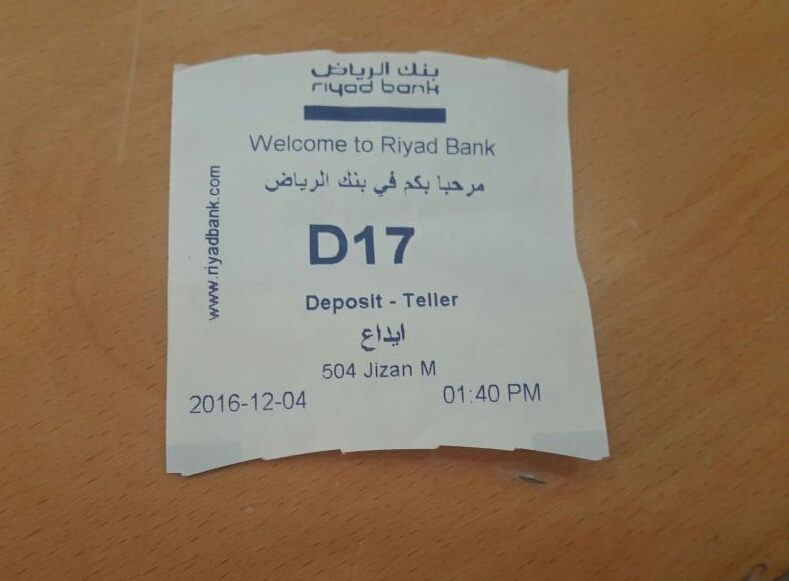 بنك الرياض
riyad bank
Welcome to Riyad Bank
مرحبا بكم في بنك الرياض
www.riyadbank.com
D17
Deposit - Teller
ايداع
504 Jizan M
2016-12-04 01:40 PM